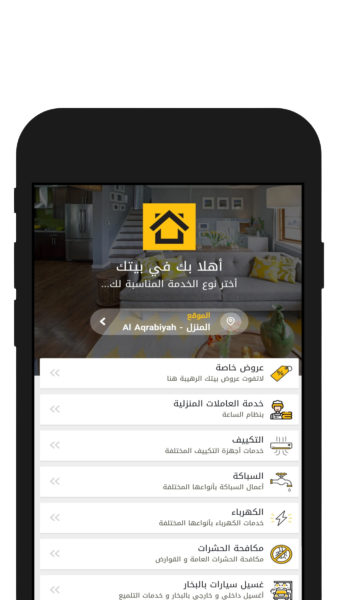 أهلا بك في بيتك
أختر نوع الخدمة المناسبة لك...
الموقع
المنزل - Al Aqrabiyah
عروض خاصة
لاتفوت عروض بيتك الرهيبة هنا
خدمة العاملات المنزلية
بنظام الساعة
التكييف
خدمات أجهزة التكييف المختلفة
السباكة
أعمال السباكة بأنواعها المختلفة
الكهرباء
خدمات الكهرباء بأنواعها المختلفة
مكافحة الحشرات
مكافحة الحشرات العامة و القوارض
غسيل سيارات بالبخار
أغسيل داخلي و خارجي بالبخار و خدمات التلميع